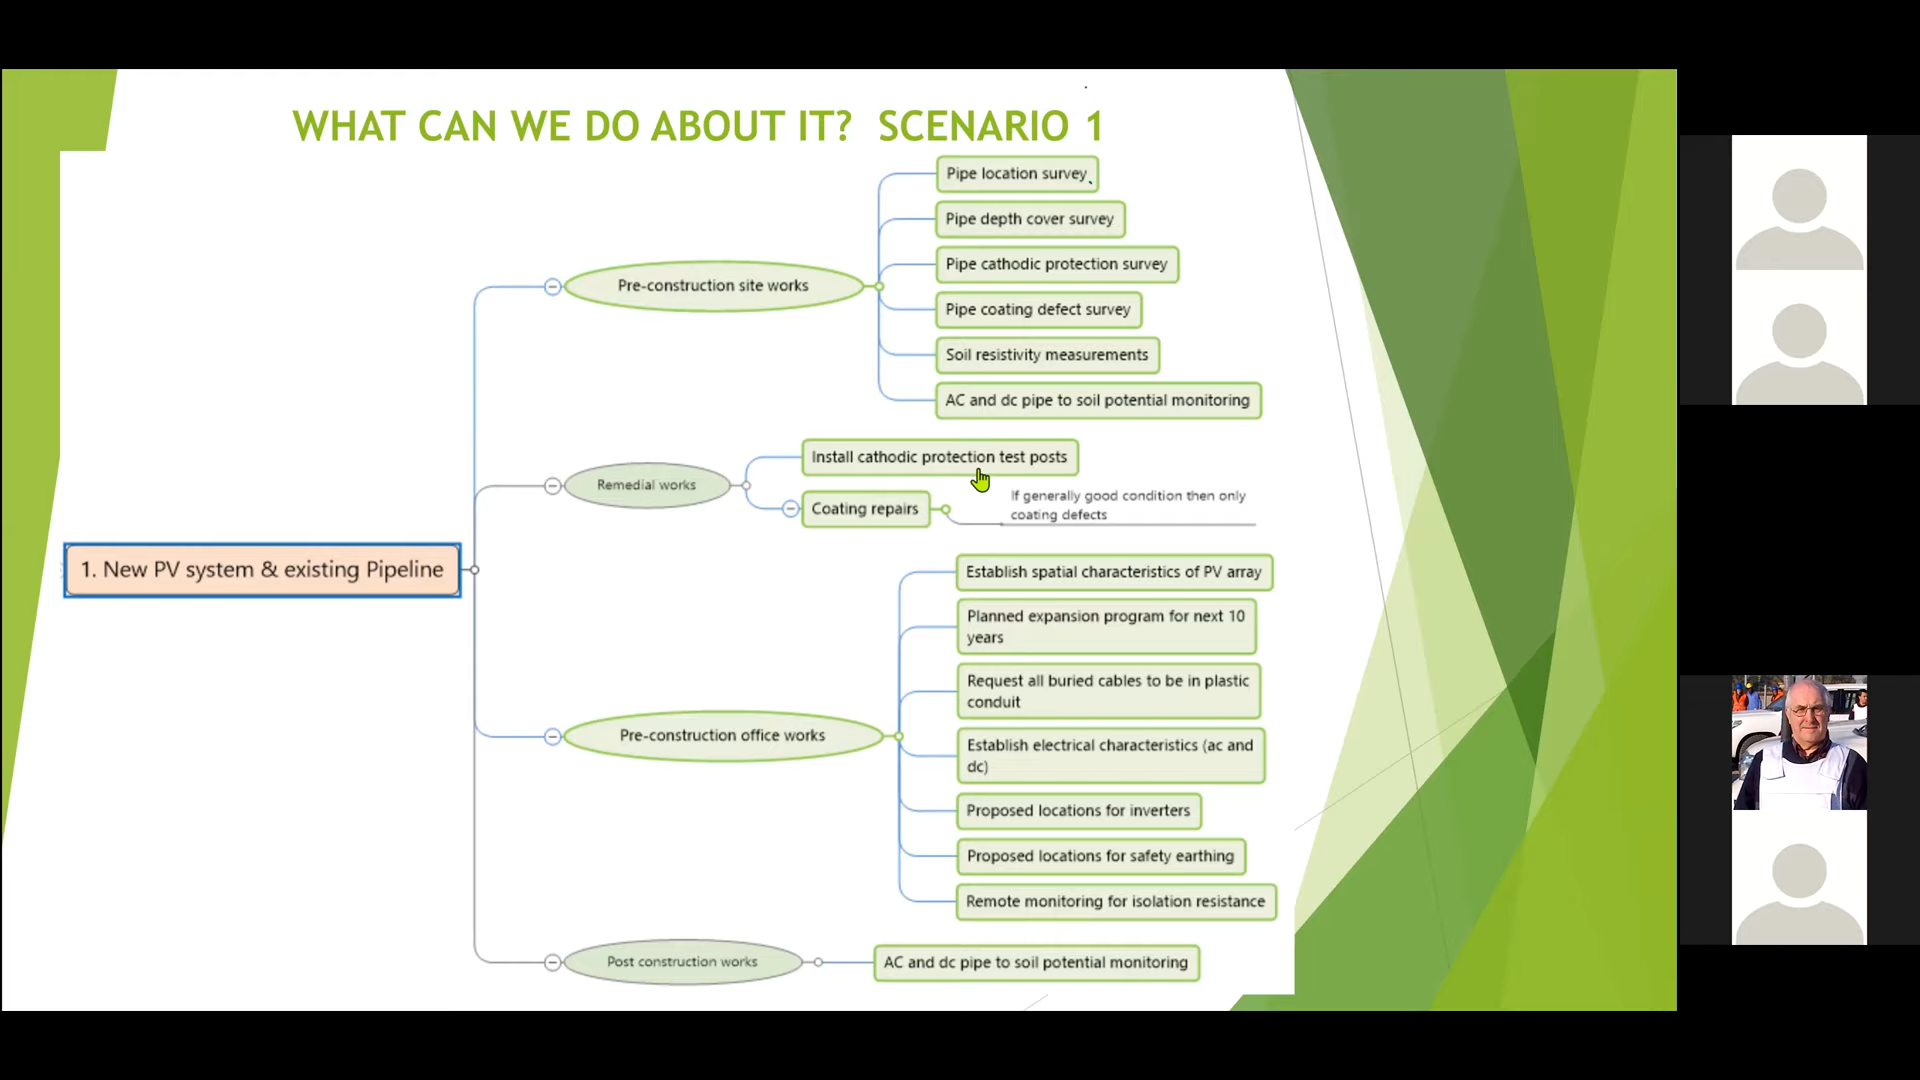 WHAT CAN WE DO ABOUT IT? SCENARIO 1
1. New PV system & existing Pipeline
Pre-construction site works
Pipe location survey
Pipe depth cover survey
Pipe cathodic protection survey
Pipe coating defect survey
Soil resistivity measurements
AC and dc pipe to soil potential monitoring
Remedial works
Install cathodic protection test posts
Coating repairs
If generally good condition then only
coating defects
Pre-construction office works
Establish spatial characteristics of PV array
Planned expansion program for next 10
years
Request all buried cables to be in plastic
conduit
Establish electrical characteristics (ac and
dc)
Proposed locations for inverters
Proposed locations for safety earthing
Remote monitoring for isolation resistance
Post construction works
AC and dc pipe to soil potential monitoring